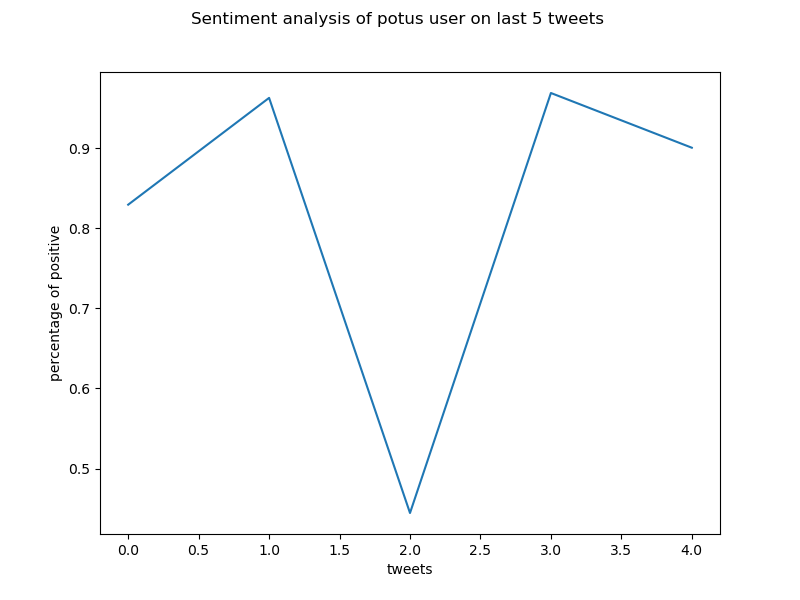 Sentiment analysis of potus user on last 5 tweets
percentage of positive
0.9
0.8
0.7
0.6
0.5
0.0 0.5 1.0 1.5 2.0 2.5 3.0 3.5 4.0
tweets